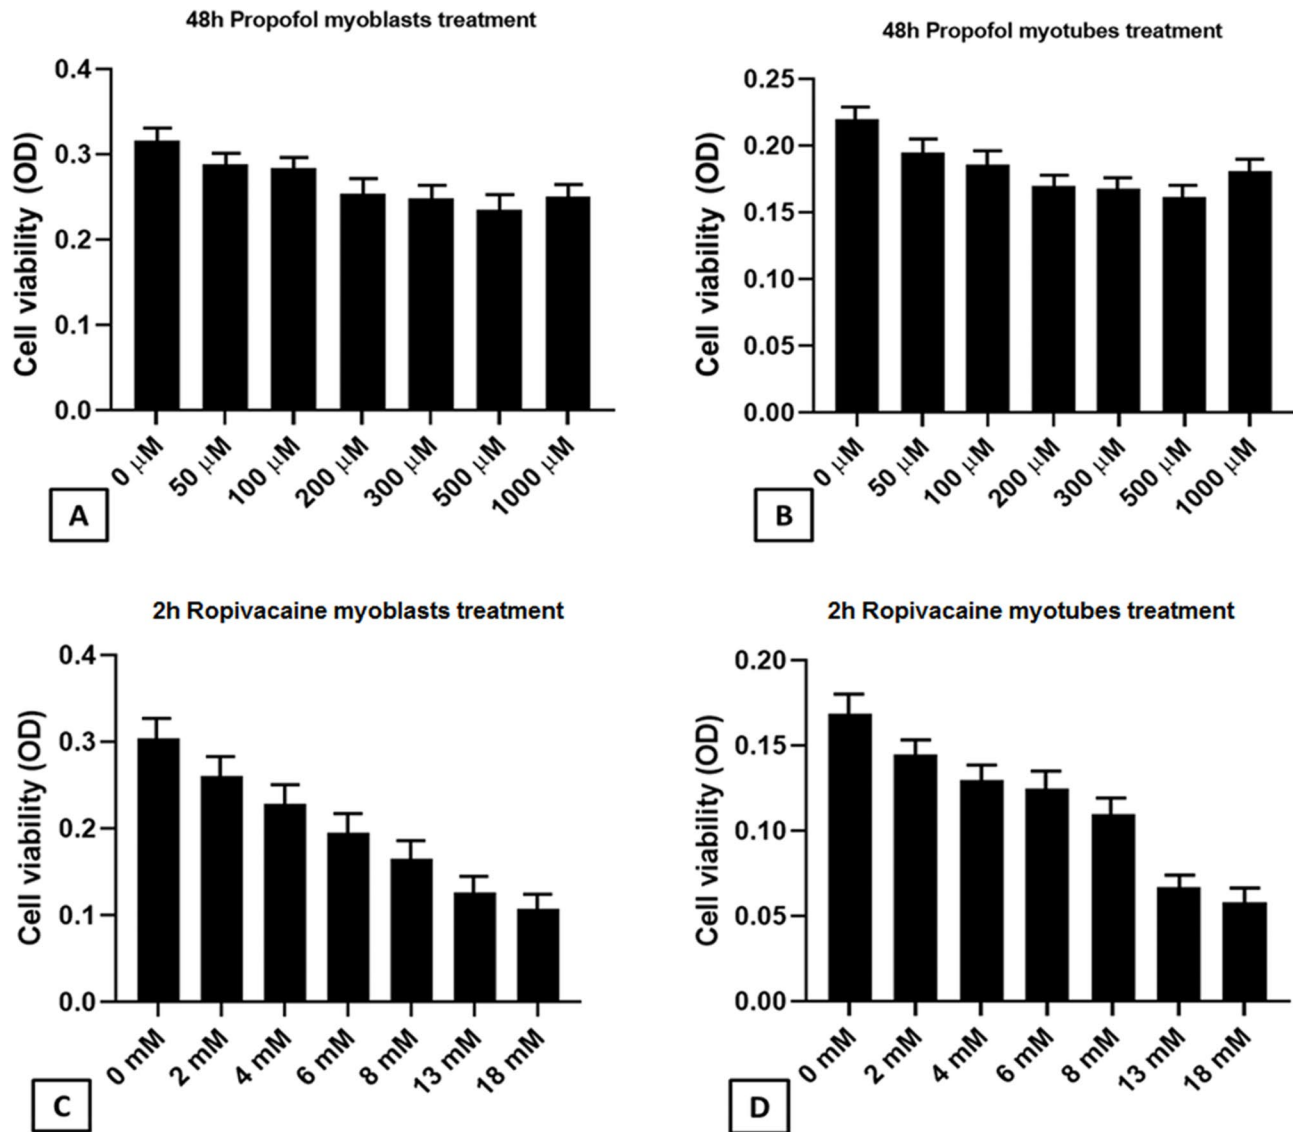 48h Propofol myoblasts treatment
Cell viability (OD)
0.4
0.3
0.2
0.1
0.0
0 μM
50 μM
100 μM
200 μM
300 μM
500 μM
1000 μM
A
48h Propofol myotubes treatment
Cell viability (OD)
0.25
0.20
0.15
0.10
0.05
0.00
0 μM
50 μM
100 μM
200 μM
300 μM
500 μM
1000 μM
B
2h Ropivacaine myoblasts treatment
Cell viability (OD)
0.4
0.3
0.2
0.1
0.0
0 mM
2 mM
4 mM
6 mM
8 mM
13 mM
18 mM
C
2h Ropivacaine myotubes treatment
Cell viability (OD)
0.20
0.15
0.10
0.05
0.00
0 mM
2 mM
4 mM
6 mM
8 mM
13 mM
18 mM
D